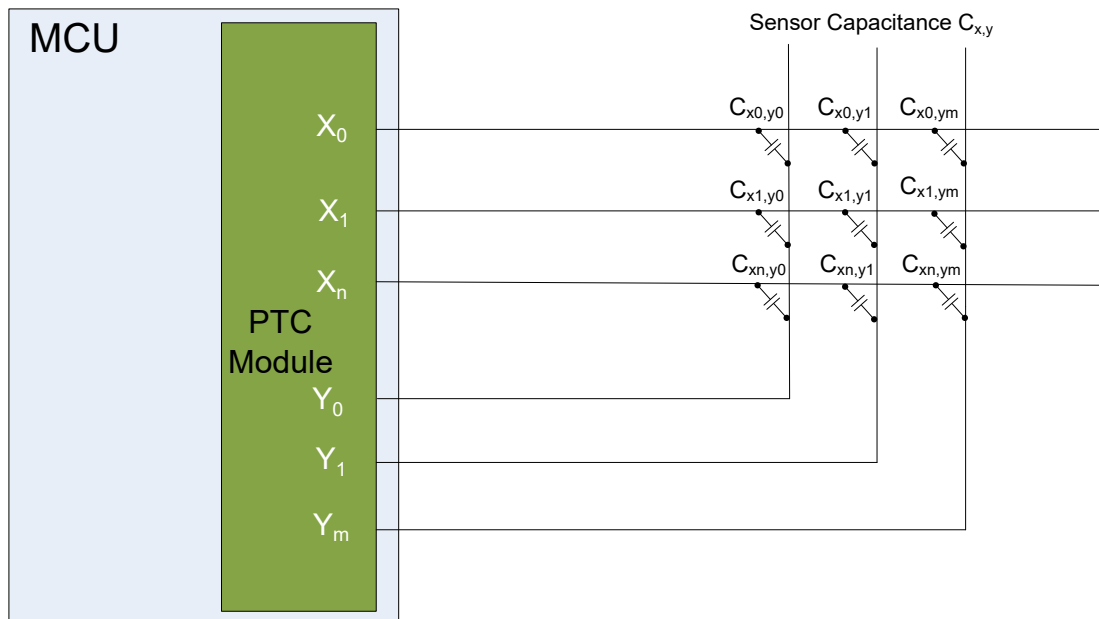 MCU
Sensor Capacitance Cx,y
X0
Cx0,y0 Cx0,y1 Cx0,ym
X1
Cx1,y0 Cx1,y1 Cx1,ym
Xn
Cxn,y0 Cxn,y1 Cxn,ym
PTC
Module
Y0
Y1
Ym